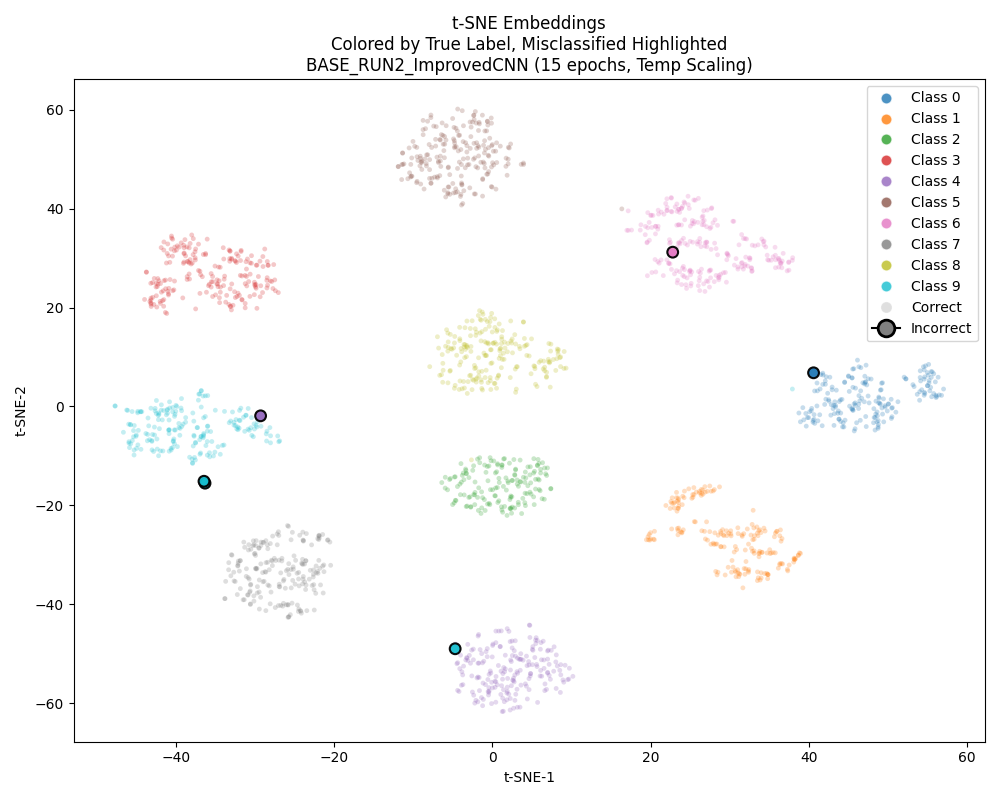 t-SNE Embeddings
Colored by True Label, Misclassified Highlighted
BASE_RUN2_ImprovedCNN (15 epochs, Temp Scaling)
Class 0
Class 1
Class 2
Class 3
Class 4
Class 5
Class 6
Class 7
Class 8
Class 9
Correct
Incorrect
t-SNE-2
60
40
20
0
−20
−40
−60
−40
−20
0
20
40
60
t-SNE-1